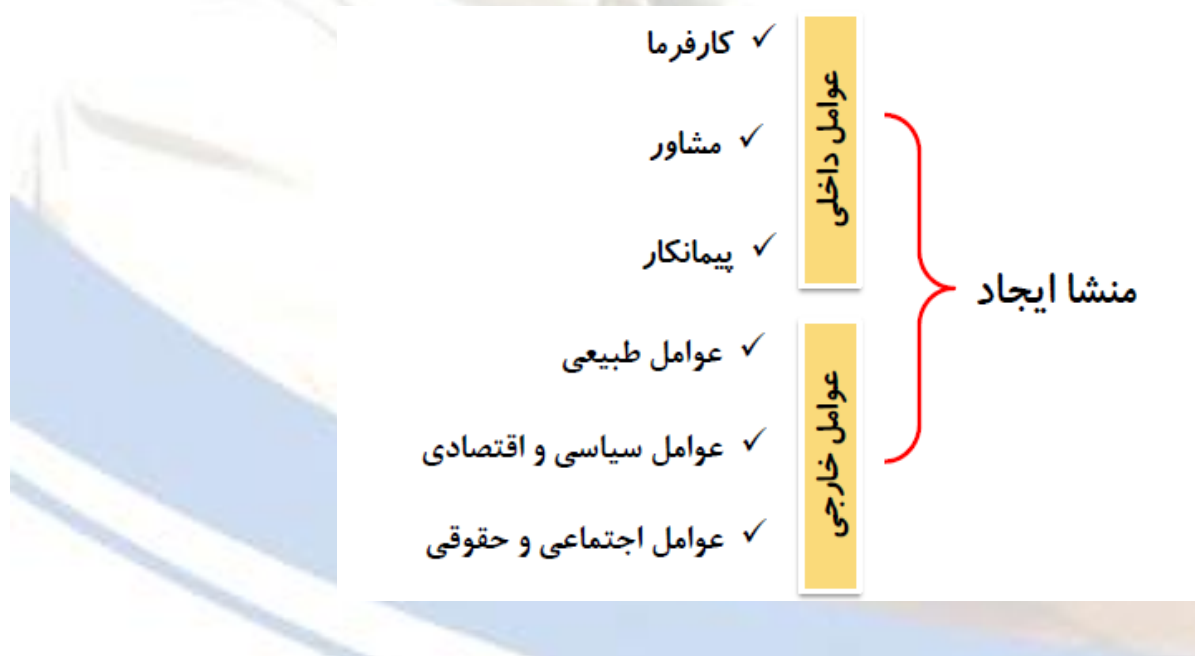 منشا ایجاد
عوامل داخلی
✓ کارفرما
✓ مشاور
✓ پیمانکار
عوامل خارجی
✓ عوامل طبیعی
✓ عوامل سیاسی و اقتصادی
✓ عوامل اجتماعی و حقوقی